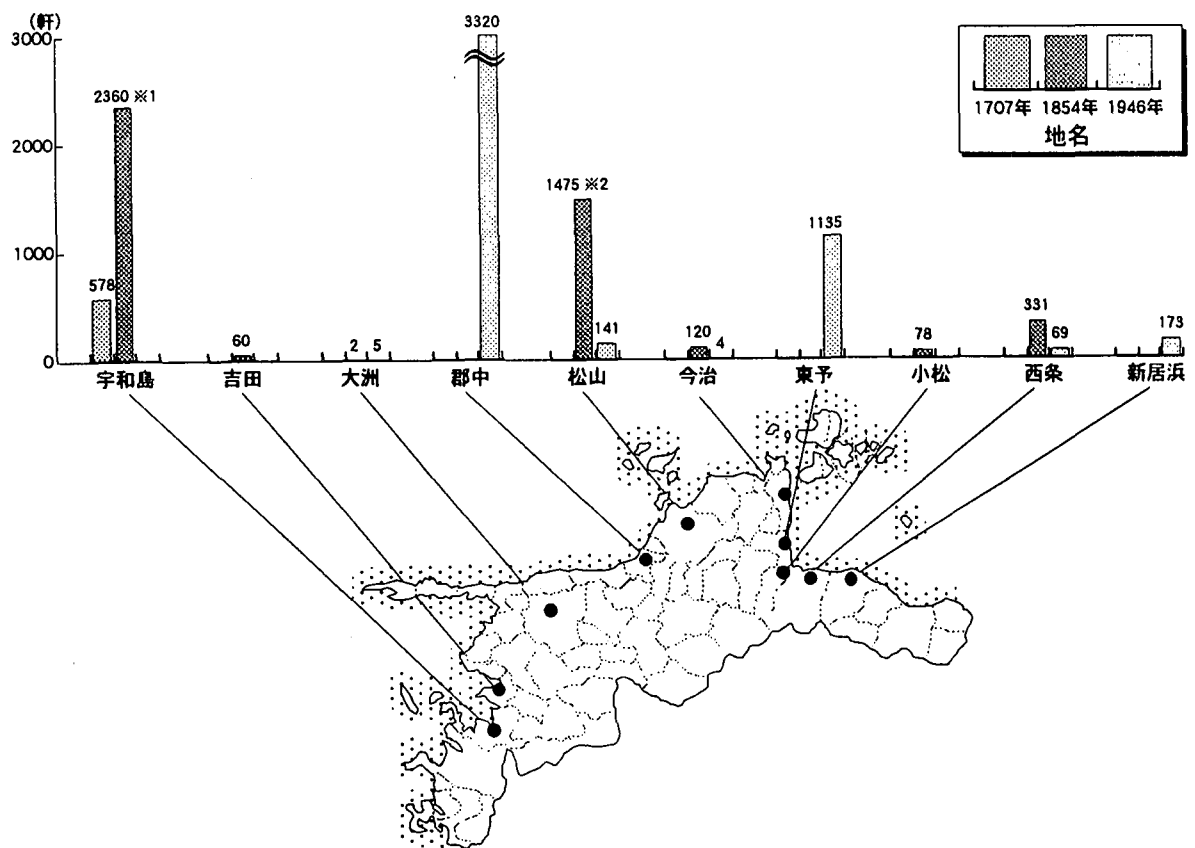 (軒)
3000
2000
1000
0
578
2360 ※1
60
2
5
3320
1475 ※2
141
120
4
1135
78
331
69
173
宇和島
吉田
大洲
郡中
松山
今治
東予
小松
西条
新居浜
1707年
1854年
1946年
地名